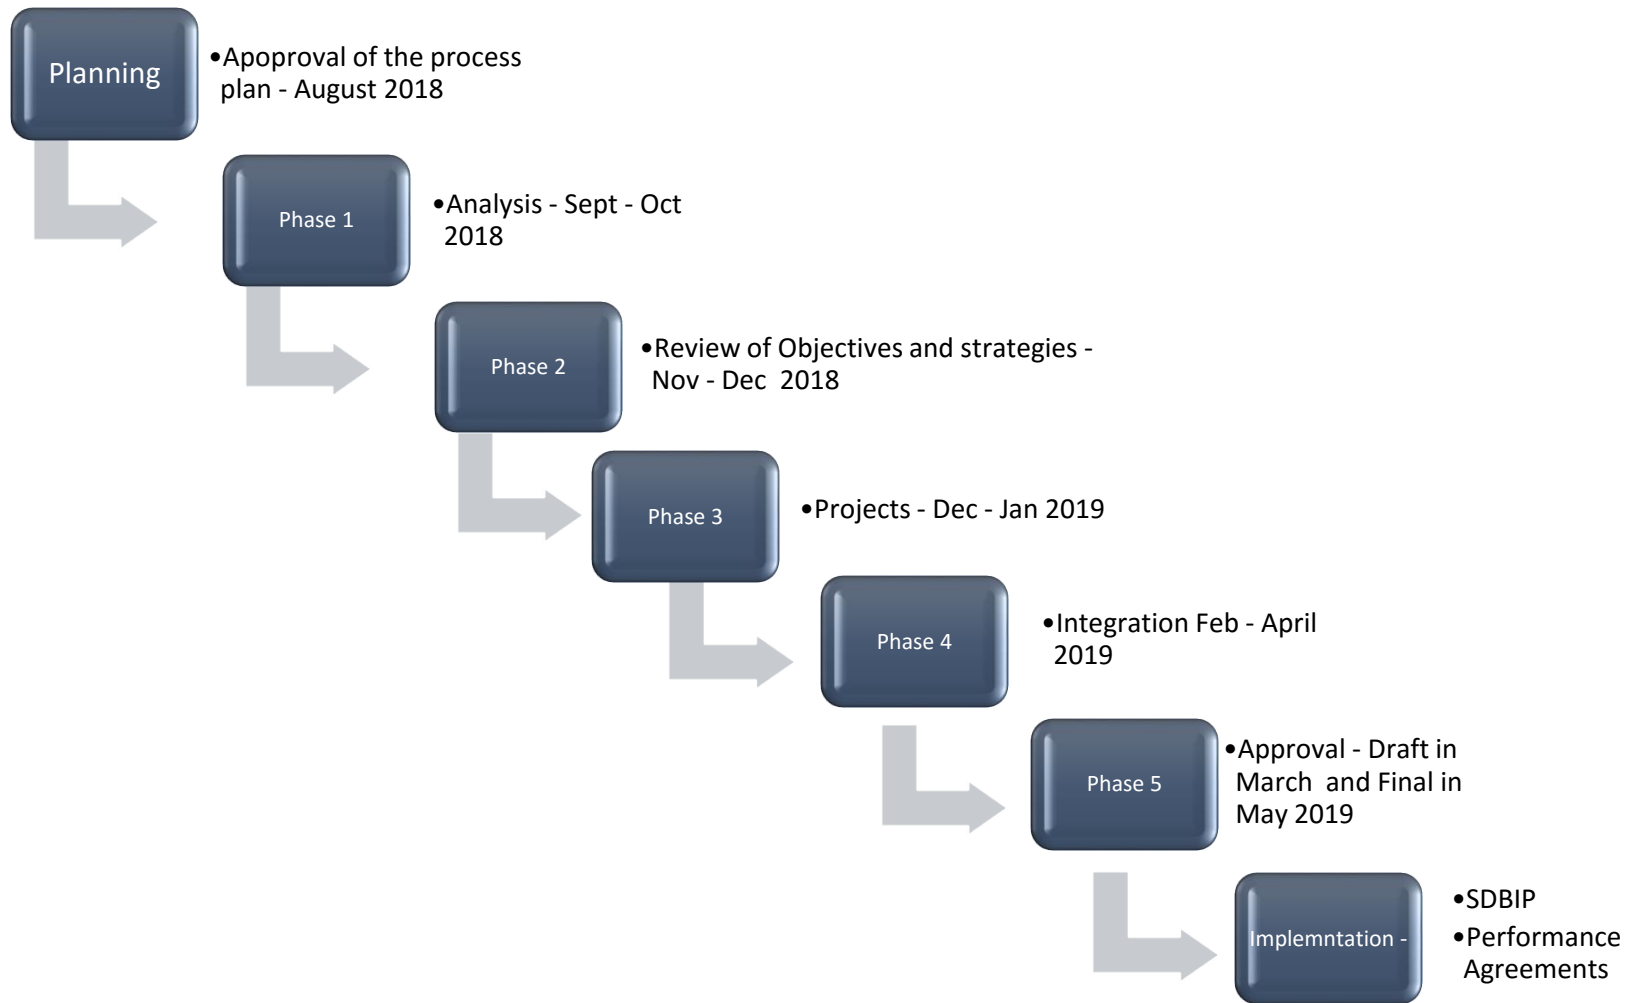 Planning
•Apoproval of the process
plan - August 2018
Phase 1
•Analysis - Sept - Oct
2018
Phase 2
•Review of Objectives and strategies -
Nov - Dec  2018
Phase 3
•Projects - Dec - Jan 2019
Phase 4
•Integration Feb - April
2019
Phase 5
•Approval - Draft in
March  and Final in
May 2019
Implemntation -
•SDBIP
•Performance
Agreements